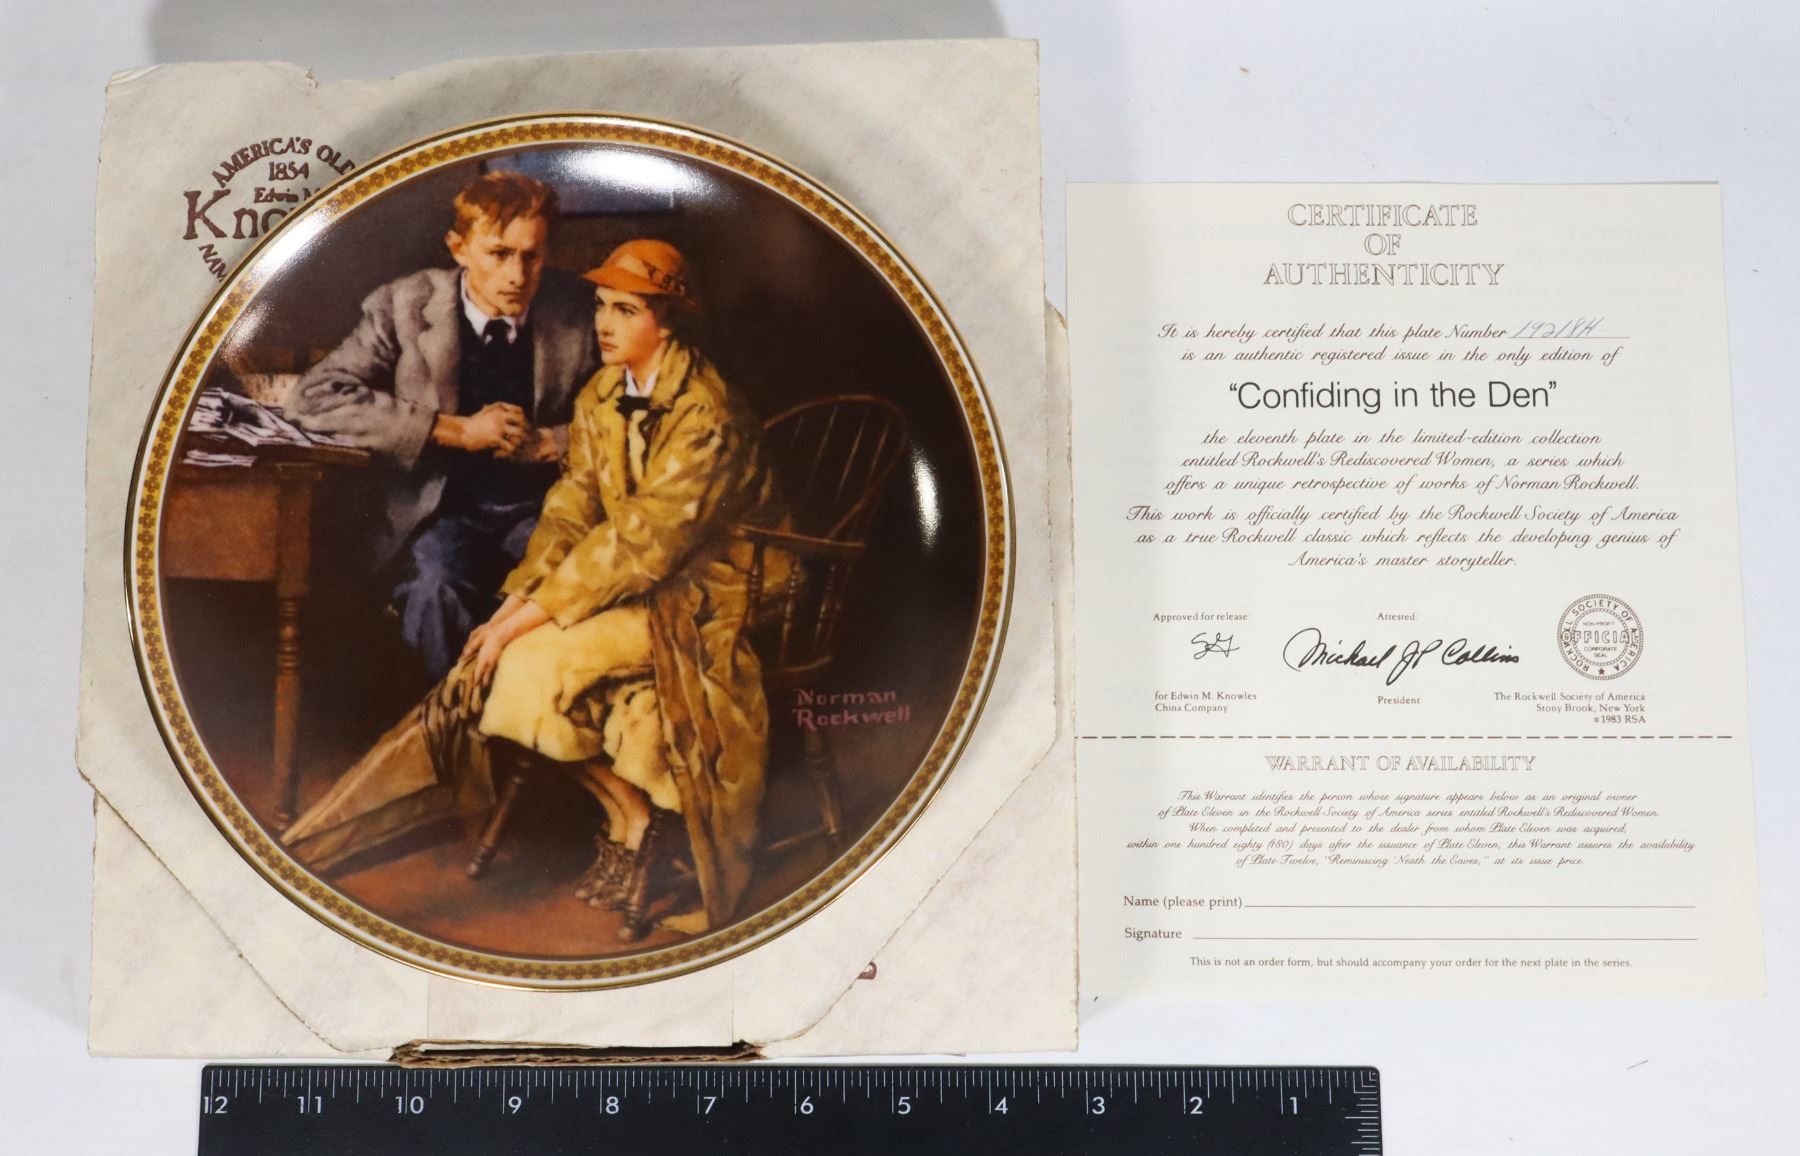 AMERICA'S OLD
1854
Edwin M
Kno
Norman
Rockwell
CERTIFICATE
OF
AUTHENTICITY
It is hereby certified that this plate Number 19218H
is an authentic registered issue in the only edition of
"Confiding in the Den"
the eleventh plate in the limited-edition collection
entitled Rockwell's Rediscovered Women, a series which
offers a unique retrospective of works of Norman Rockwell.
This work is officially certified by the Rockwell Society of America
as a true Rockwell classic which reflects the developing genius of
America's master storyteller.
Approved for release:
Attested:
Michael J P Collins
for Edwin M. Knowles
China Company
President
ROCKWELL SOCIETY OF AMERICA
NON-PROFIT
OFFICIAL
CORPORATE
SEAL
The Rockwell Society of America
Stony Brook, New York
© 1983 RSA
WARRANT OF AVAILABILITY
This Warrant identifies the person whose signature appears below as an original owner
of Plate Eleven in the Rockwell Society of America series entitled Rockwell's Rediscovered Women.
When completed and presented to the dealer from whom Plate Eleven was acquired,
within one hundred eighty (180) days after the issuance of Plate Eleven, this Warrant assures the availability
of Plate Twelve, "Reminiscing 'Neath the Eaves," at its issue price.
Name (please print)
Signature
This is not an order form, but should accompany your order for the next plate in the series.
12 11 10 9 8 7 6 5 4 3 2 1